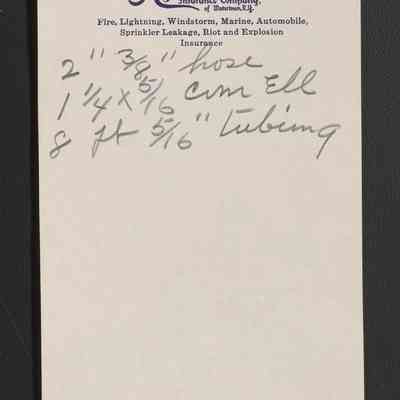 Insurance Company,
of Watertown, N.Y.
Fire, Lightning, Windstorm, Marine, Automobile,
Sprinkler Leakage, Riot and Explosion
Insurance
2" 3/8" hose
1 1/4 x 5/16 com Ell
8 ft 5/16" tubing